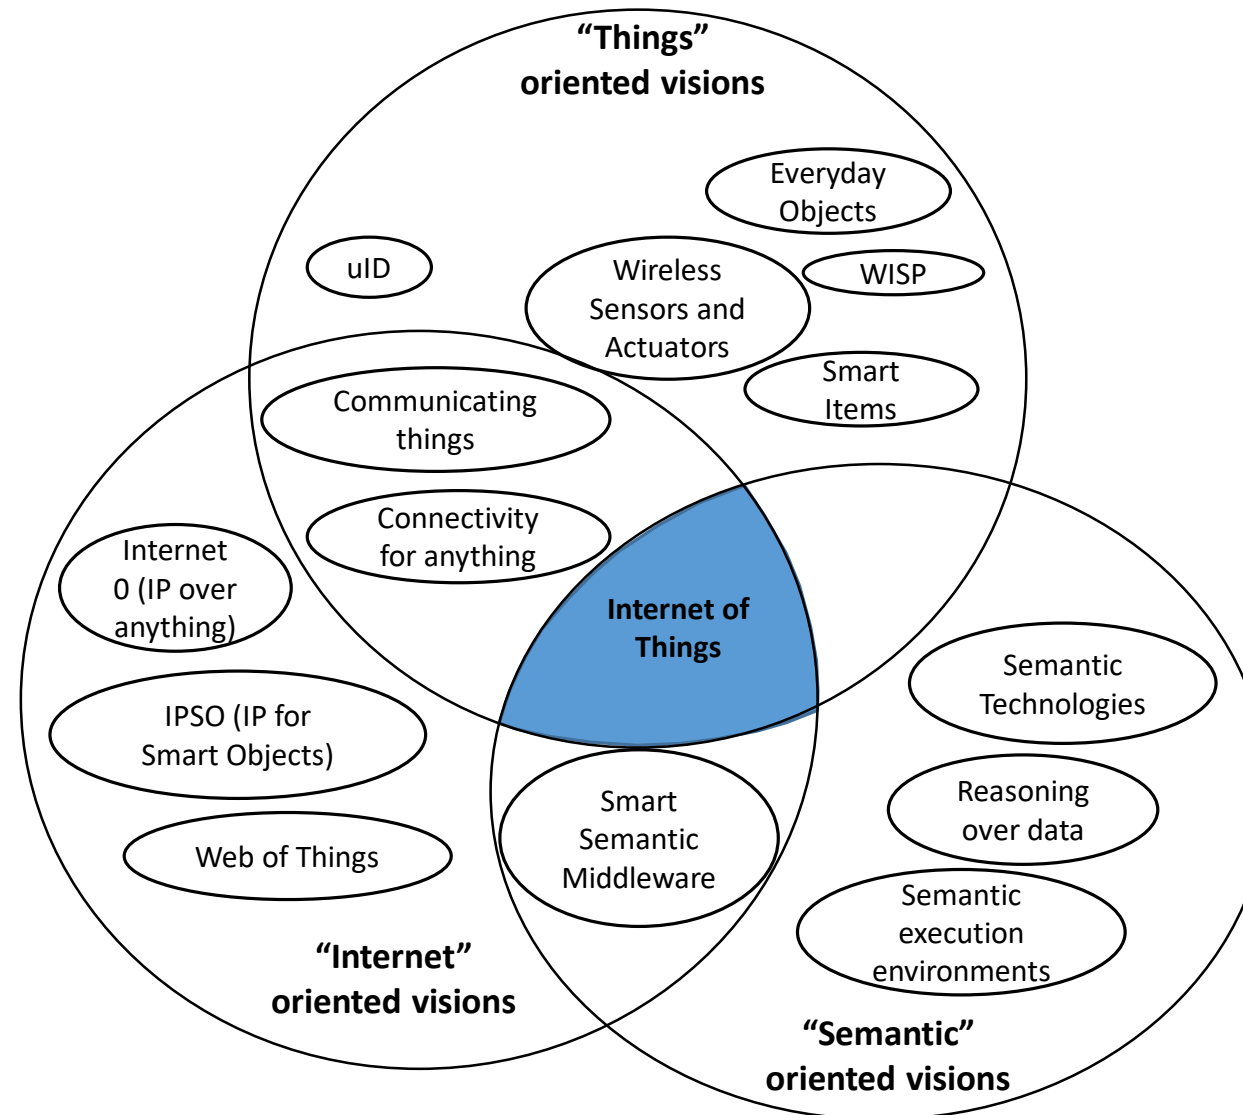 “Things”
oriented visions
Everyday
Objects
uID
Wireless
Sensors and
Actuators
WISP
Smart
Items
Communicating
things
Connectivity
for anything
Internet
0 (IP over
anything)
Internet of
Things
IPSO (IP for
Smart Objects)
Semantic
Technologies
Web of Things
Smart
Semantic
Middleware
Reasoning
over data
Semantic
execution
environments
“Internet”
oriented visions
“Semantic”
oriented visions